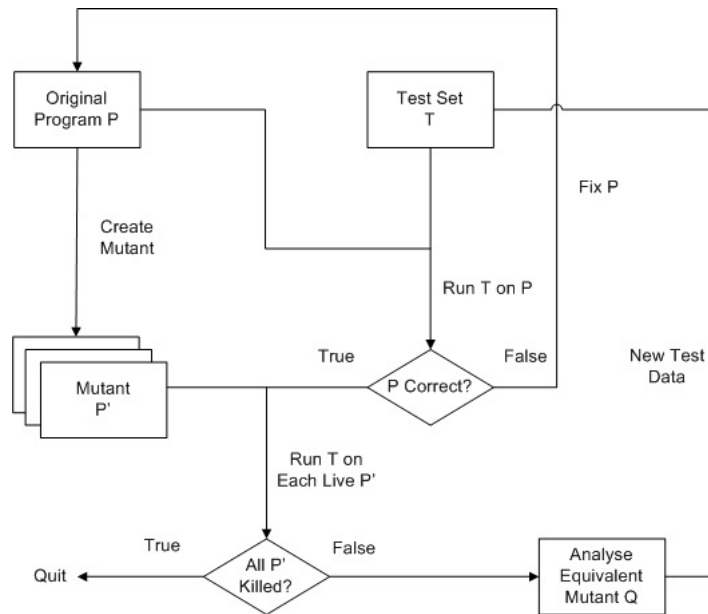 Original
Program P
Test Set
T
Fix P
Create
Mutant
Run T on P
True
False
New Test
Data
P Correct?
Mutant
P'
Run T on
Each Live P'
True
False
Quit
All P'
Killed?
Analyse
Equivalent
Mutant Q